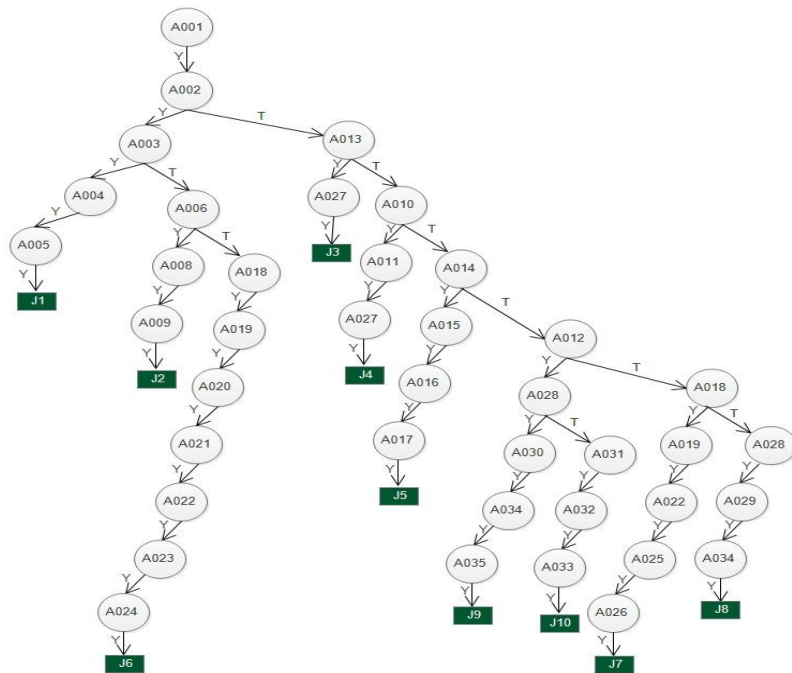 A001
Y
A002
Y T
A003 A013
Y T Y T
A004 A006 A027 A010
Y Y T Y Y T
A005 A008 A018 J3 A011 A014
Y Y Y Y Y T
J1 A009 A019 A027 A015 A012
Y Y Y Y Y T
J2 A020 J4 A016 A028 A018
Y Y Y T Y T
A021 A017 A030 A031 A019 A028
Y Y Y Y Y Y
A022 J5 A034 A032 A022 A029
Y Y Y Y Y
A023 A035 A033 A025 A034
Y Y Y Y Y
A024 J9 J10 A026 J8
Y Y
J6 J7